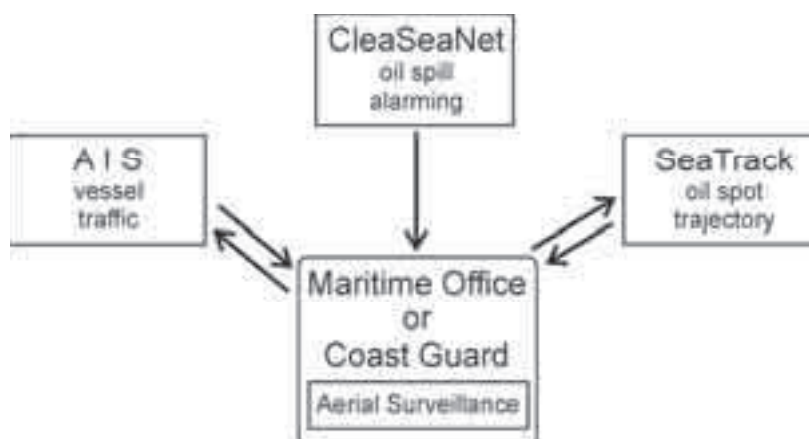 CleaSeaNet
oil spill
alarming
A I S
vessel
traffic
SeaTrack
oil spot
trajectory
Maritime Office
or
Coast Guard
Aerial Surveillance